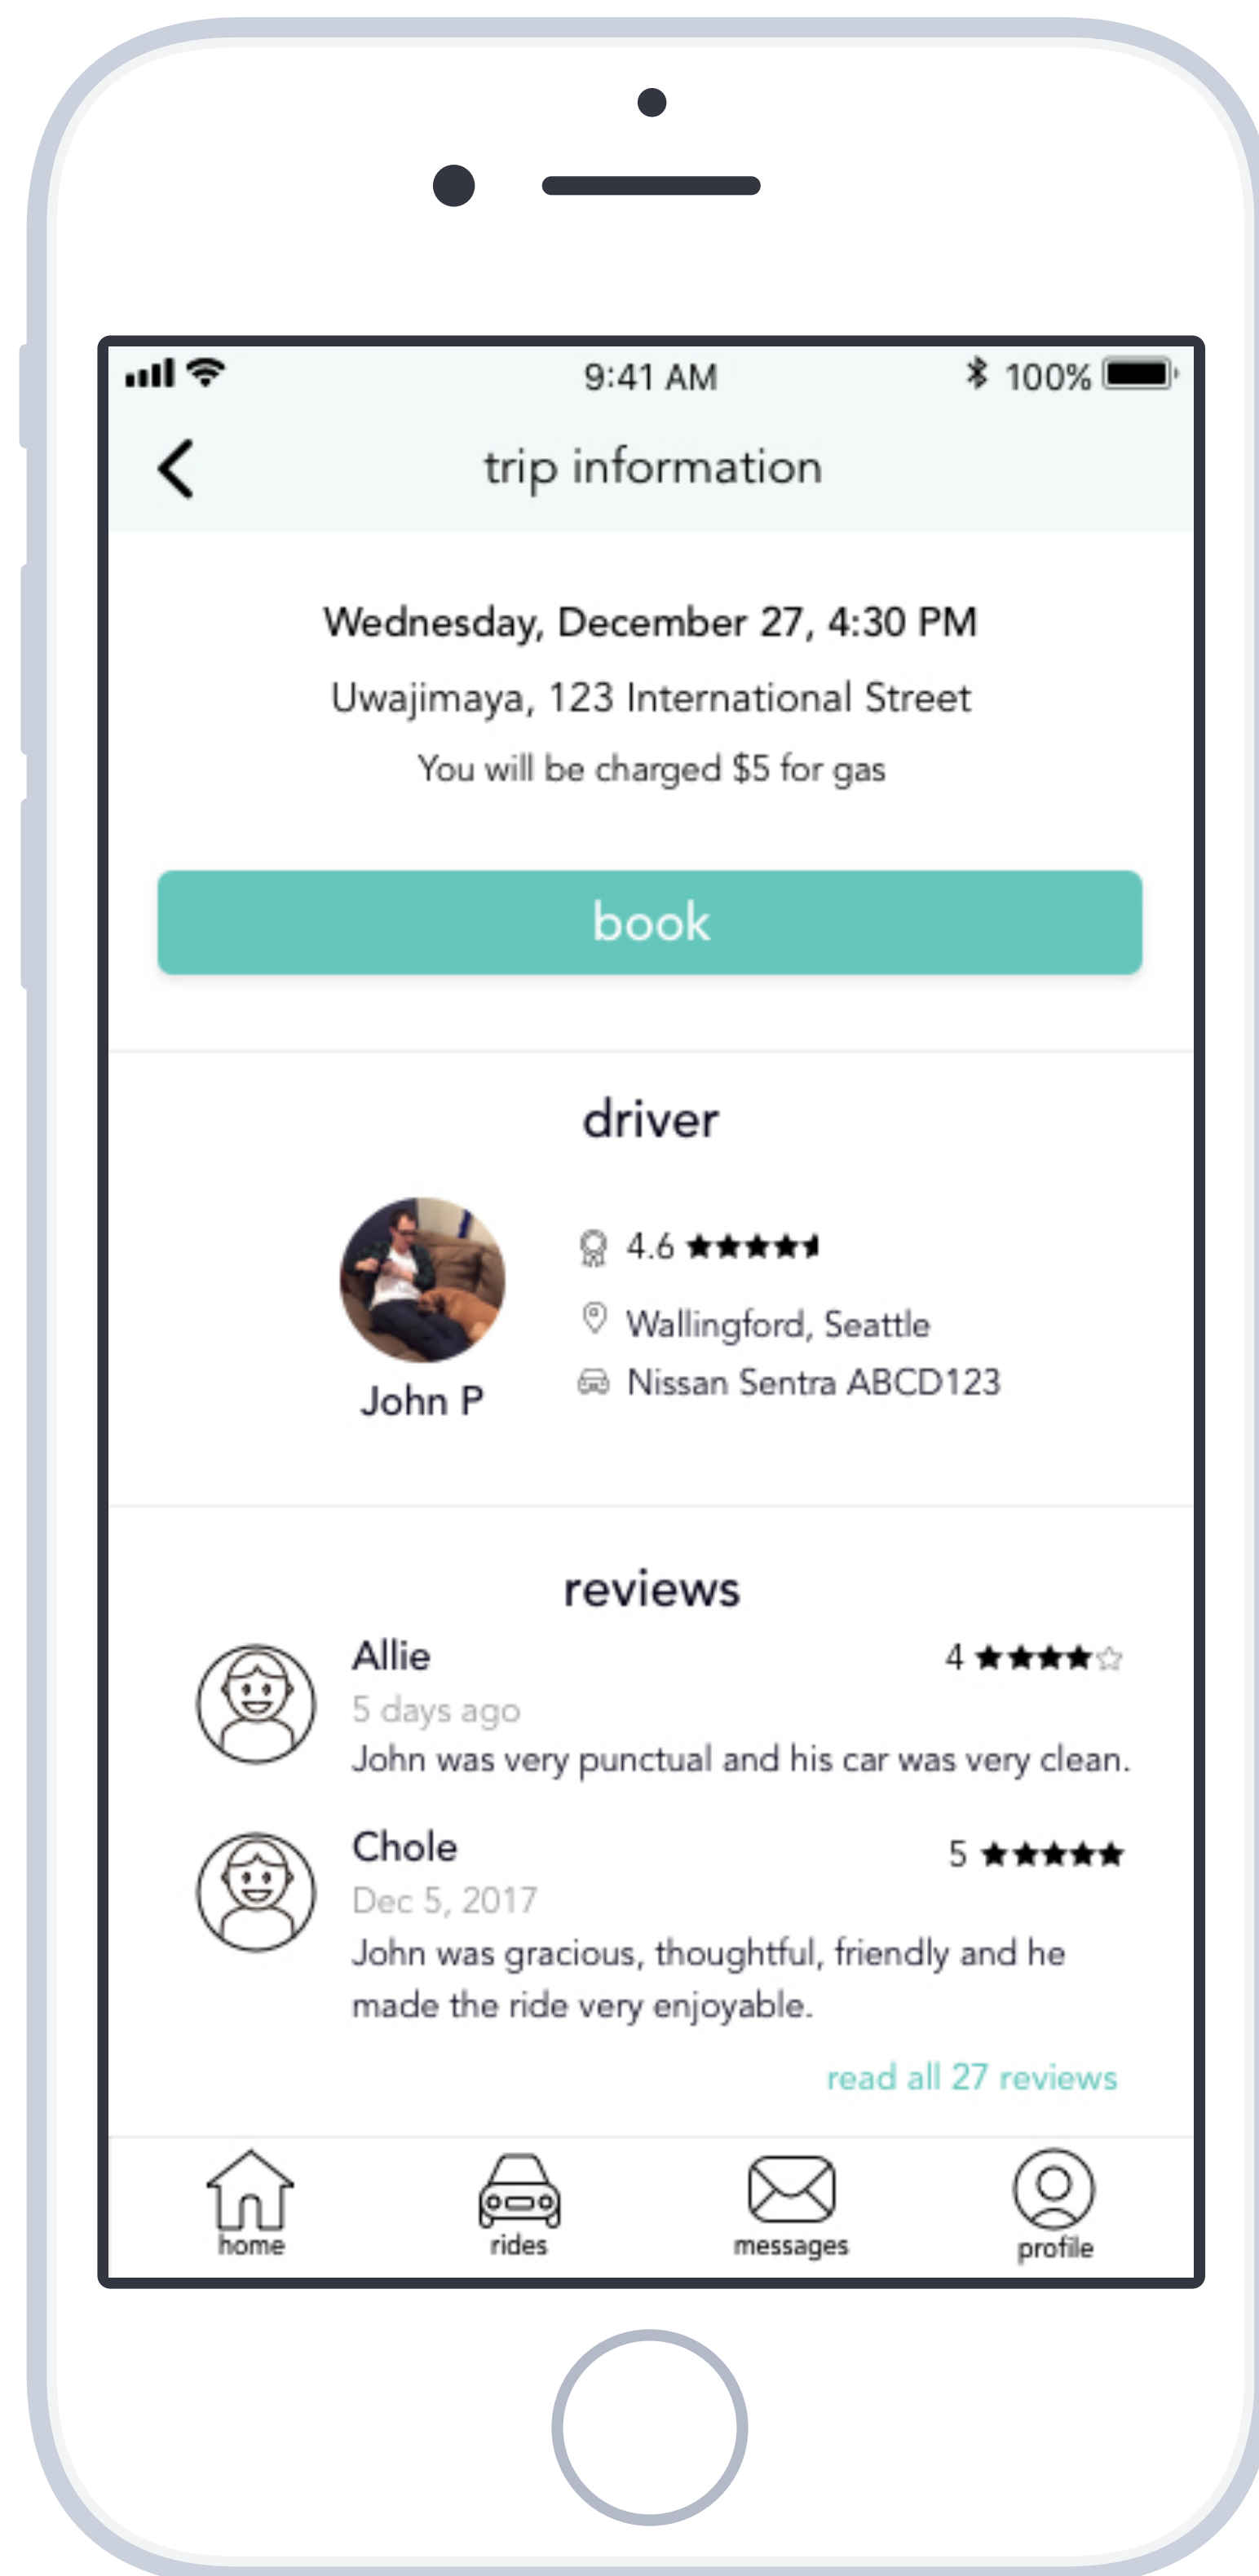 9:41 AM
100%
trip information
Wednesday, December 27, 4:30 PM
Uwajimaya, 123 International Street
You will be charged $5 for gas
book
driver
4.6
Wallingford, Seattle
Nissan Sentra ABCD123
John P
reviews
Allie
4
5 days ago
John was very punctual and his car was very clean.
Chole
5
Dec 5, 2017
John was gracious, thoughtful, friendly and he
made the ride very enjoyable.
read all 27 reviews
home
rides
messages
profile